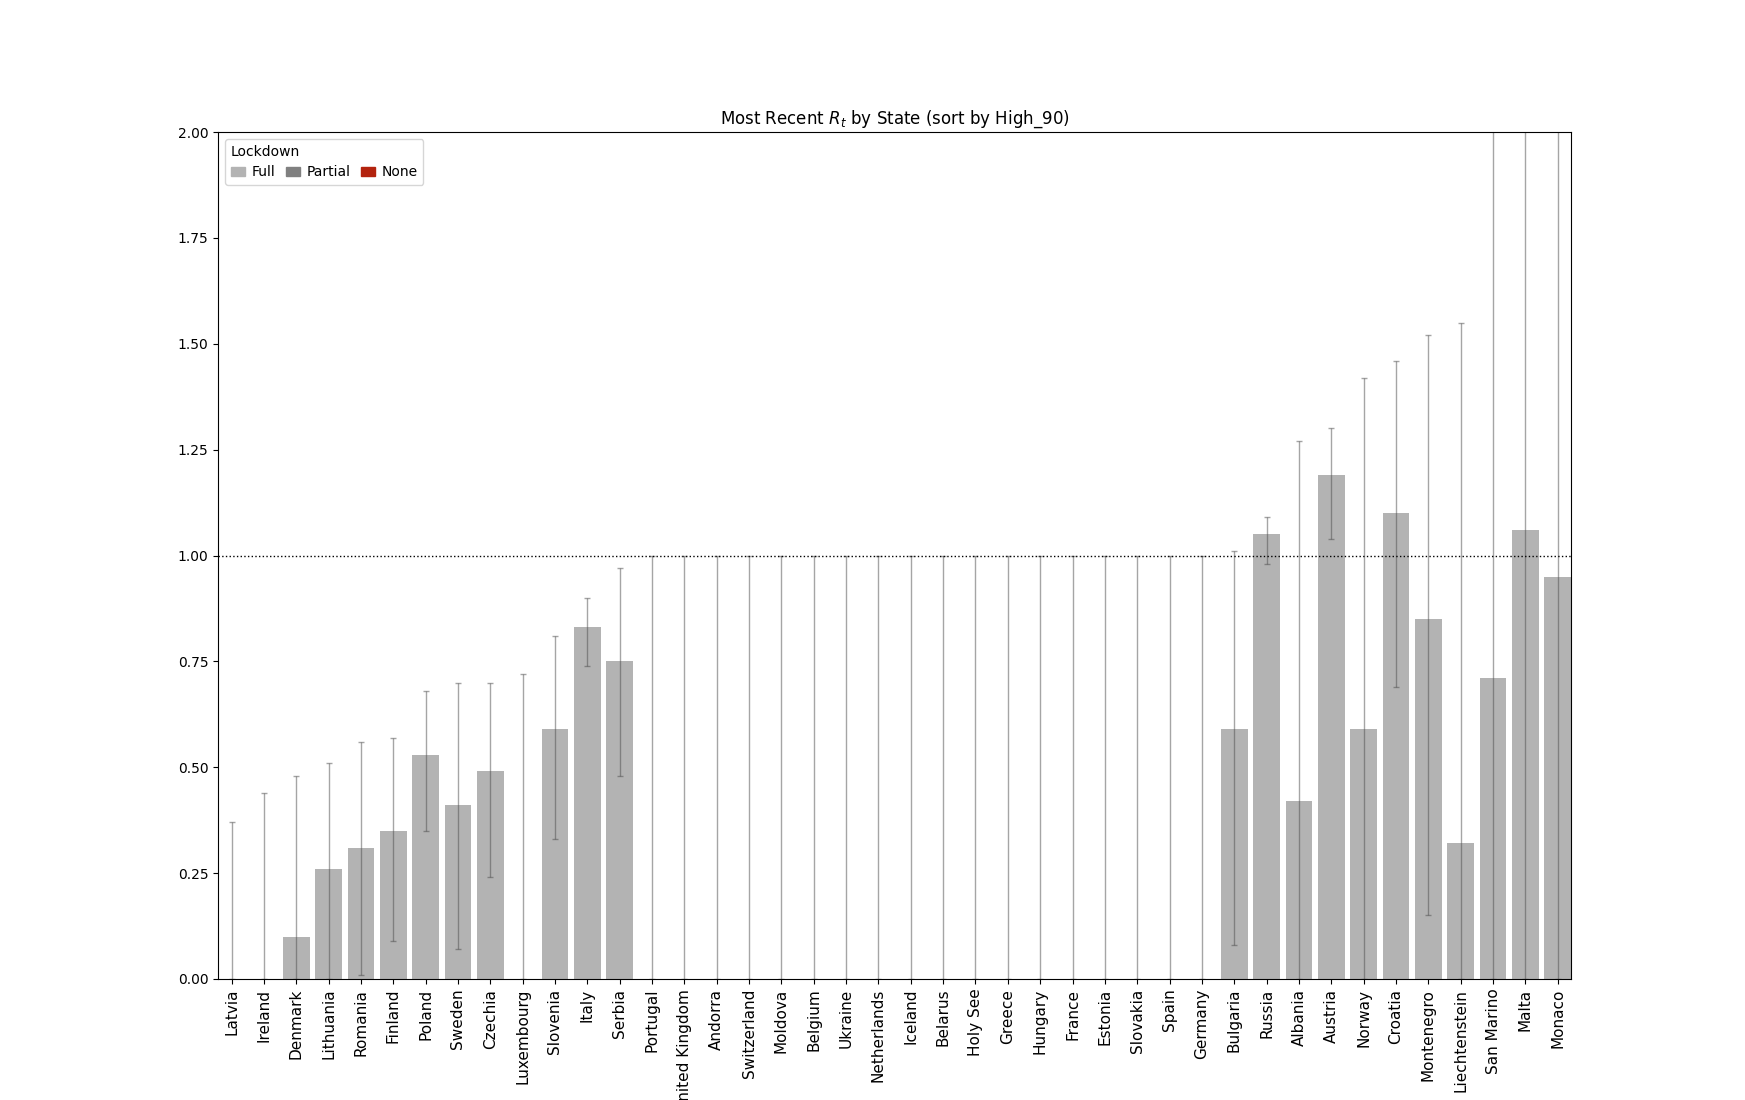 Most Recent R_t by State (sort by High_90)
Lockdown
Full Partial None
2.00
1.75
1.50
1.25
1.00
0.75
0.50
0.25
0.00
Latvia
Ireland
Denmark
Lithuania
Romania
Finland
Poland
Sweden
Czechia
Luxembourg
Slovenia
Italy
Serbia
Portugal
nited Kingdom
Andorra
Switzerland
Moldova
Belgium
Ukraine
Netherlands
Iceland
Belarus
Holy See
Greece
Hungary
France
Estonia
Slovakia
Spain
Germany
Bulgaria
Russia
Albania
Austria
Norway
Croatia
Montenegro
Liechtenstein
San Marino
Malta
Monaco